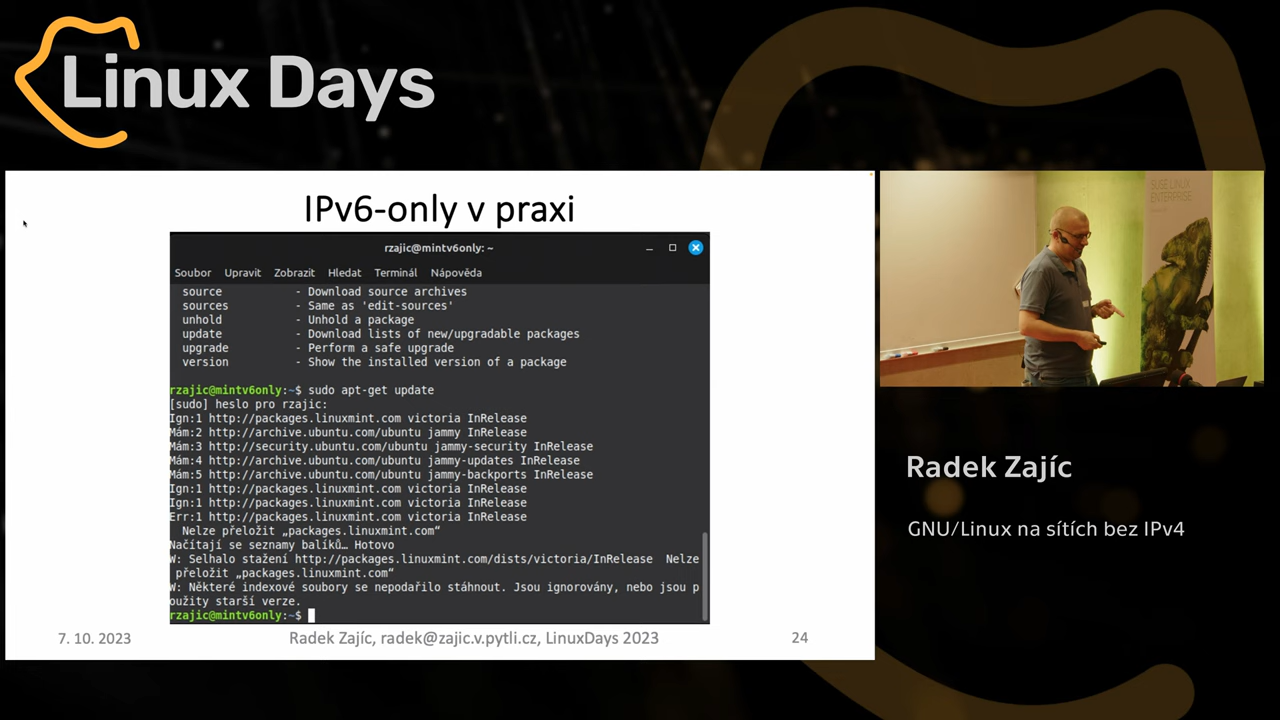 Linux Days
IPv6-only v praxi
rzajic@mintv6only: ~
Soubor Upravit Zobrazit Hledat Terminál Nápověda
source - Download source archives
sources - Same as 'edit-sources'
unhold - Unhold a package
update - Download lists of new/upgradable packages
upgrade - Perform a safe upgrade
version - Show the installed version of a package
rzajic@mintv6only:~$ sudo apt-get update
[sudo] heslo pro rzajic:
Ign:1 http://packages.linuxmint.com victoria InRelease
Mám:2 http://archive.ubuntu.com/ubuntu jammy InRelease
Mám:3 http://security.ubuntu.com/ubuntu jammy-security InRelease
Mám:4 http://archive.ubuntu.com/ubuntu jammy-updates InRelease
Mám:5 http://archive.ubuntu.com/ubuntu jammy-backports InRelease
Ign:1 http://packages.linuxmint.com victoria InRelease
Ign:1 http://packages.linuxmint.com victoria InRelease
Err:1 http://packages.linuxmint.com victoria InRelease
Nelze přeložit „packages.linuxmint.com“
Načítají se seznamy balíků… Hotovo
W: Selhalo stažení http://packages.linuxmint.com/dists/victoria/InRelease Nelze
přeložit „packages.linuxmint.com“
W: Některé indexové soubory se nepodařilo stáhnout. Jsou ignorovány, nebo jsou p
oužity starší verze.
rzajic@mintv6only:~$
7. 10. 2023
Radek Zajíc, radek@zajic.v.pytli.cz, LinuxDays 2023
24
SUSE LINUX
ENTERPRISE
Radek Zajíc
GNU/Linux na sítích bez IPv4